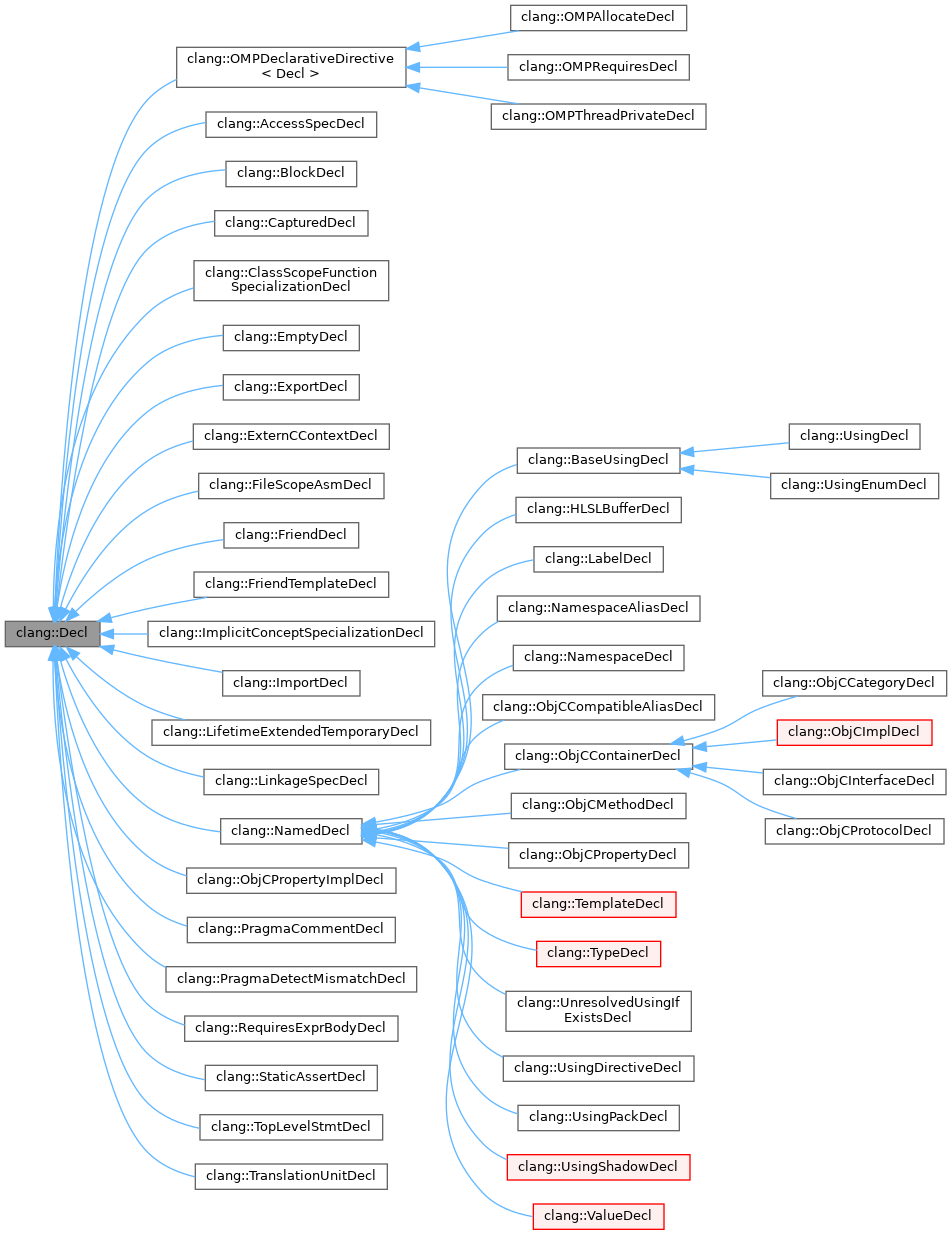 clang::Decl
clang::OMPDeclarativeDirective
< Decl >
clang::OMPAllocateDecl
clang::OMPRequiresDecl
clang::OMPThreadPrivateDecl
clang::AccessSpecDecl
clang::BlockDecl
clang::CapturedDecl
clang::ClassScopeFunction
SpecializationDecl
clang::EmptyDecl
clang::ExportDecl
clang::ExternCContextDecl
clang::FileScopeAsmDecl
clang::FriendDecl
clang::FriendTemplateDecl
clang::ImplicitConceptSpecializationDecl
clang::ImportDecl
clang::LifetimeExtendedTemporaryDecl
clang::LinkageSpecDecl
clang::NamedDecl
clang::BaseUsingDecl
clang::UsingDecl
clang::UsingEnumDecl
clang::HLSLBufferDecl
clang::LabelDecl
clang::NamespaceAliasDecl
clang::NamespaceDecl
clang::ObjCCompatibleAliasDecl
clang::ObjCContainerDecl
clang::ObjCCategoryDecl
clang::ObjCImplDecl
clang::ObjCInterfaceDecl
clang::ObjCProtocolDecl
clang::ObjCMethodDecl
clang::ObjCPropertyDecl
clang::TemplateDecl
clang::TypeDecl
clang::UnresolvedUsingIf
ExistsDecl
clang::UsingDirectiveDecl
clang::UsingPackDecl
clang::UsingShadowDecl
clang::ValueDecl
clang::ObjCPropertyImplDecl
clang::PragmaCommentDecl
clang::PragmaDetectMismatchDecl
clang::RequiresExprBodyDecl
clang::StaticAssertDecl
clang::TopLevelStmtDecl
clang::TranslationUnitDecl